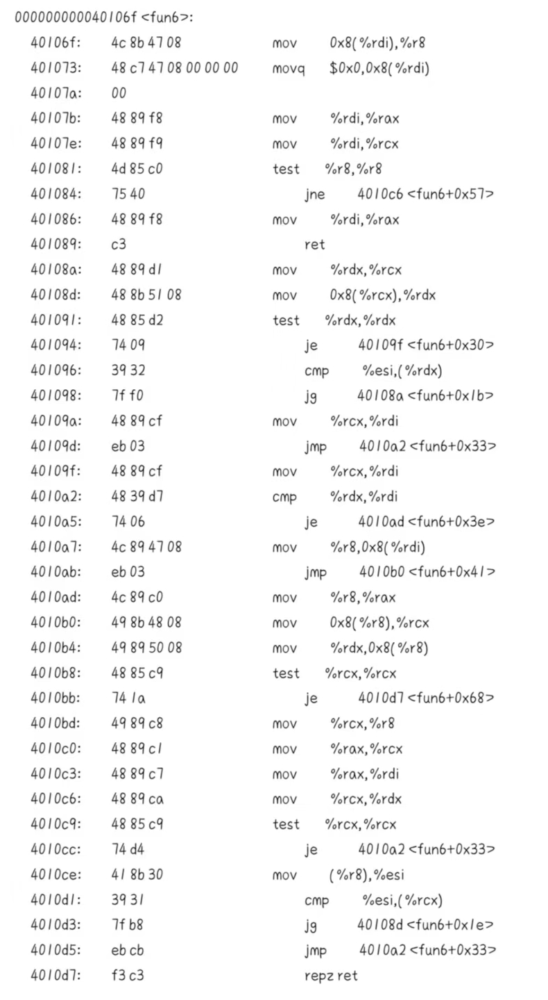 000000000040106f <fun6>:
40106f: 4c 8b 47 08 mov 0x8(%rdi),%r8
401073: 48 c7 47 08 00 00 00 movq $0x0,0x8(%rdi)
40107a: 00
40107b: 48 89 f8 mov %rdi,%rax
40107e: 48 89 f9 mov %rdi,%rcx
401081: 4d 85 c0 test %r8,%r8
401084: 75 40 jne 4010c6 <fun6+0x57>
401086: 48 89 f8 mov %rdi,%rax
401089: c3 ret
40108a: 48 89 d1 mov %rdx,%rcx
40108d: 48 8b 51 08 mov 0x8(%rcx),%rdx
401091: 48 85 d2 test %rdx,%rdx
401094: 74 09 je 40109f <fun6+0x30>
401096: 39 32 cmp %esi,(%rdx)
401098: 7f f0 jg 40108a <fun6+0x1b>
40109a: 48 89 cf mov %rcx,%rdi
40109d: eb 03 jmp 4010a2 <fun6+0x33>
40109f: 48 89 cf mov %rcx,%rdi
4010a2: 48 39 d7 cmp %rdx,%rdi
4010a5: 74 06 je 4010ad <fun6+0x3e>
4010a7: 4c 89 47 08 mov %r8,0x8(%rdi)
4010ab: eb 03 jmp 4010b0 <fun6+0x41>
4010ad: 4c 89 c0 mov %r8,%rax
4010b0: 49 8b 48 08 mov 0x8(%r8),%rcx
4010b4: 49 89 50 08 mov %rdx,0x8(%r8)
4010b8: 48 85 c9 test %rcx,%rcx
4010bb: 74 1a je 4010d7 <fun6+0x68>
4010bd: 49 89 c8 mov %rcx,%r8
4010c0: 48 89 c1 mov %rax,%rcx
4010c3: 48 89 c7 mov %rax,%rdi
4010c6: 48 89 ca mov %rcx,%rdx
4010c9: 48 85 c9 test %rcx,%rcx
4010cc: 74 d4 je 4010a2 <fun6+0x33>
4010ce: 41 8b 30 mov (%r8),%esi
4010d1: 39 31 cmp %esi,(%rcx)
4010d3: 7f b8 jg 40108d <fun6+0x1e>
4010d5: eb cb jmp 4010a2 <fun6+0x33>
4010d7: f3 c3 repz ret